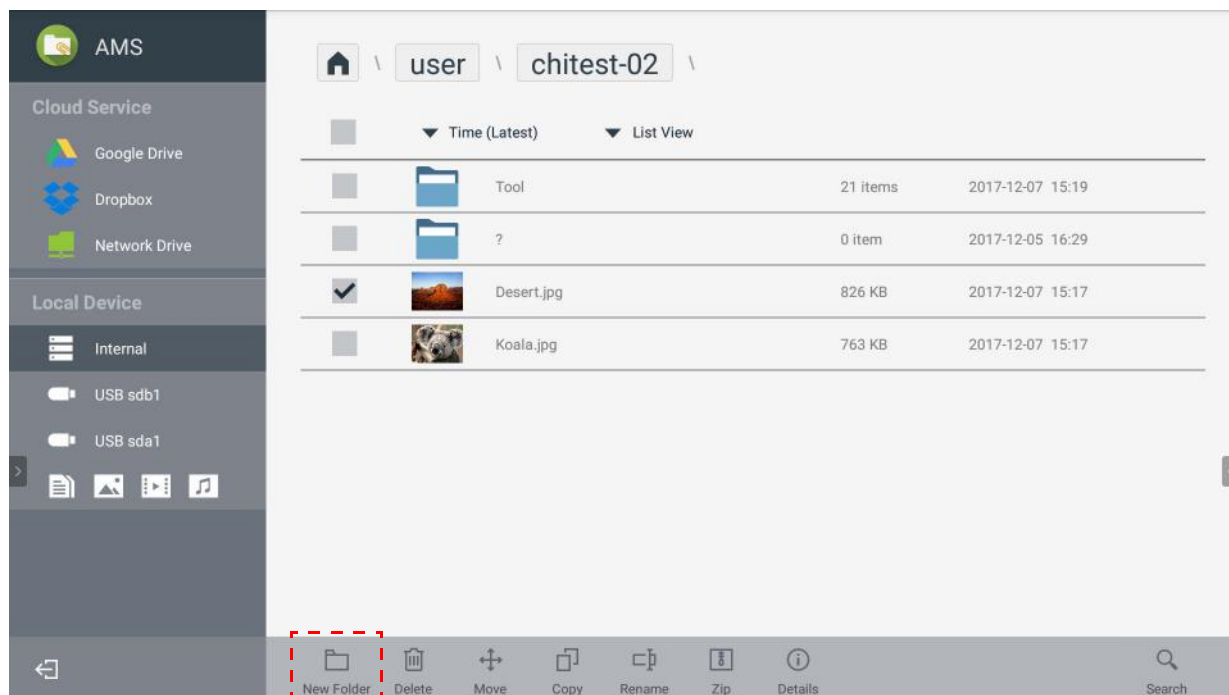 AMS
Cloud Service
Google Drive
Dropbox
Network Drive
Local Device
Internal
USB sdb1
USB sda1
\ user \ chitest-02 \
Time (Latest) List View
Tool 21 items 2017-12-07 15:19
? 0 item 2017-12-05 16:29
Desert.jpg 826 KB 2017-12-07 15:17
Koala.jpg 763 KB 2017-12-07 15:17
New Folder Delete Move Copy Rename Zip Details Search